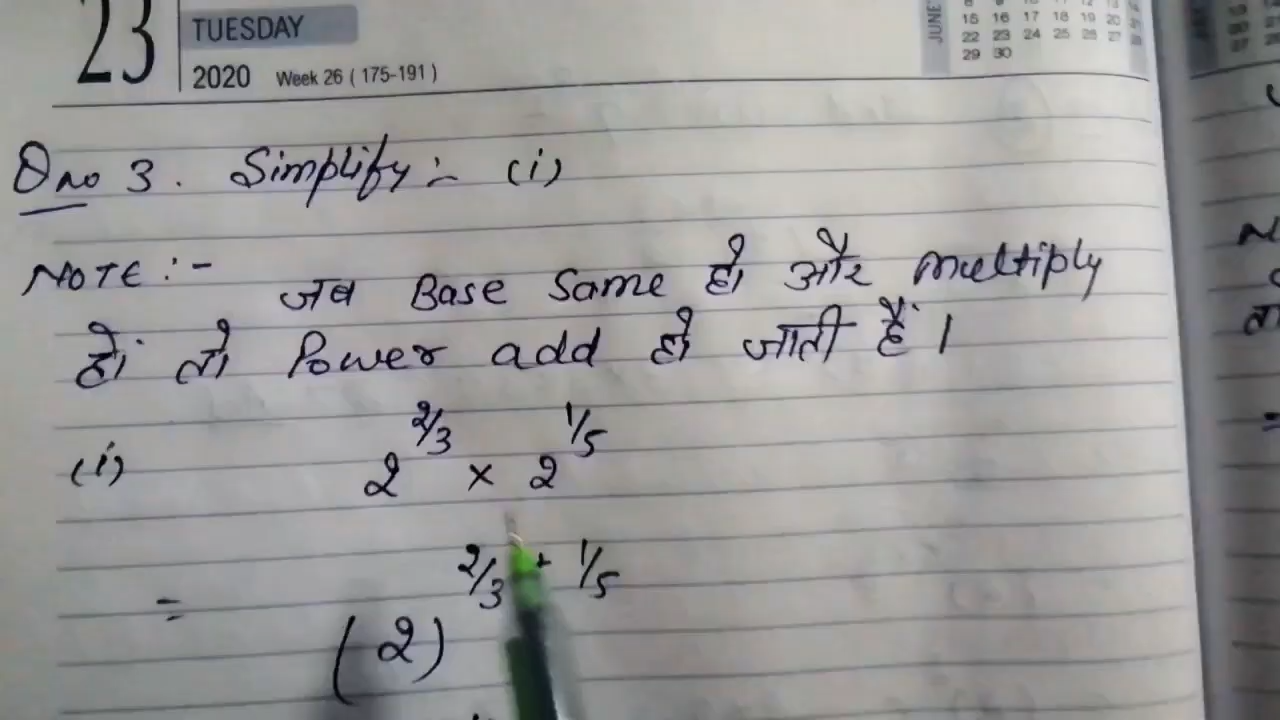 23 TUESDAY
2020 Week 26 ( 175-191 )
JUNE
15 16 17 18 19 20
22 23 24 25 26 27
29 30
Qno 3. Simplify :- (i)
NOTE :- जब Base Same हो और multiply
हों तो Power add हो जाती हैं ।
(i) 2^2/3 × 2^1/5
= (2)^2/3 + 1/5